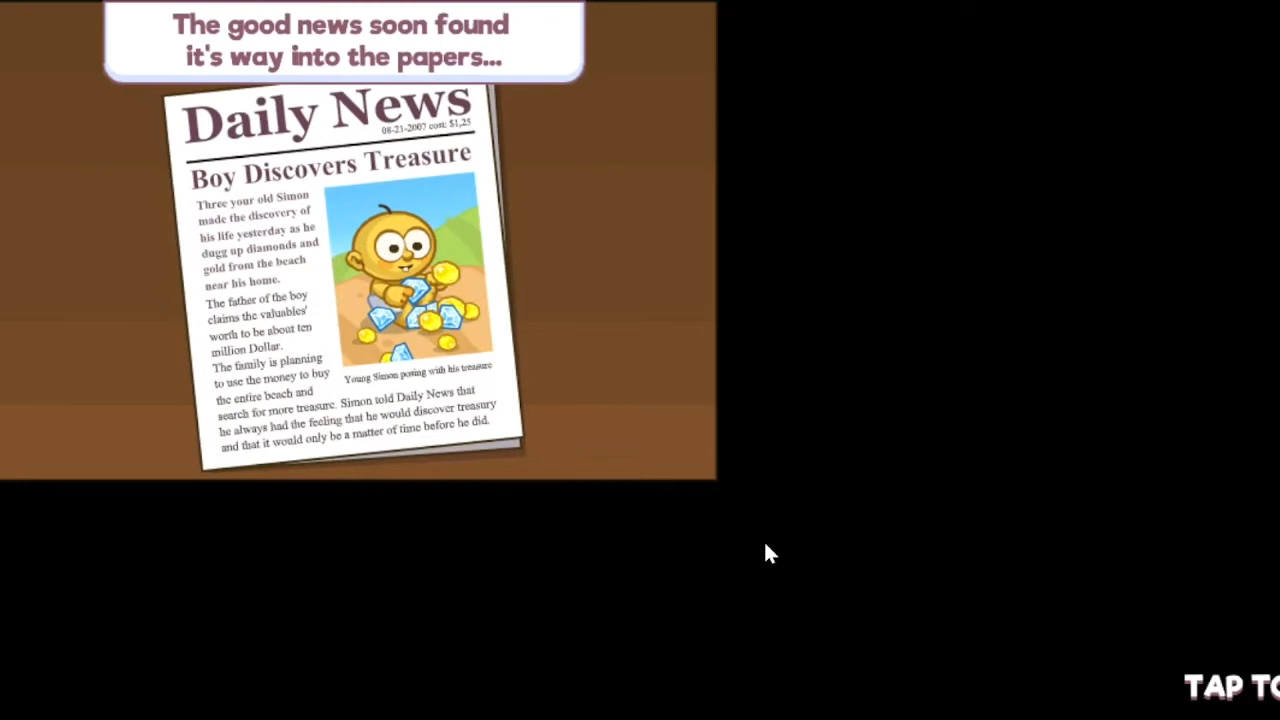 The good news soon found
it's way into the papers...
Daily News
08-21-2007 cost: $1,25
Boy Discovers Treasure
Three your old Simon
made the discovery of
his life yesterday as he
dugg up diamonds and
gold from the beach
near his home.
The father of the boy
claims the valuables'
worth to be about ten
million Dollar.
The family is planning
to use the money to buy
the entire beach and
search for more treasure. Simon told Daily News that
he always had the feeling that he would discover treasury
and that it would only be a matter of time before he did.
Young Simon posing with his treasure
TAP TO